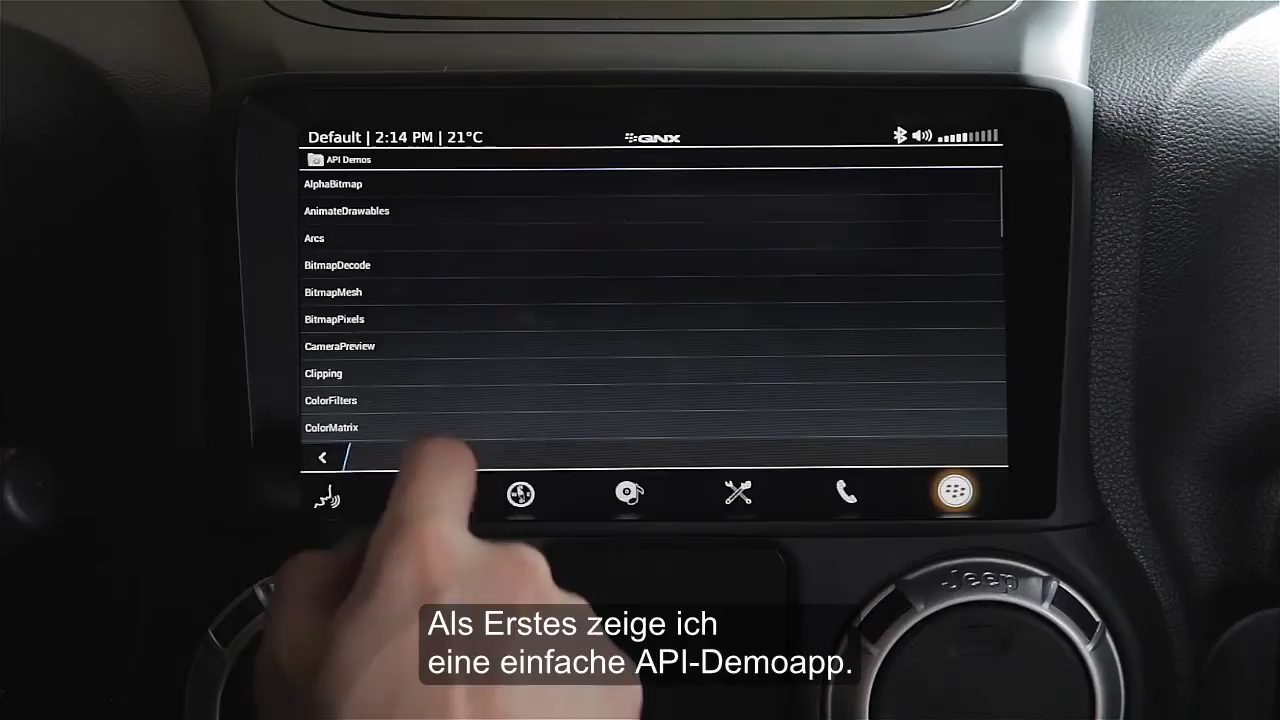 Default | 2:14 PM | 21°C
QNX
API Demos
AlphaBitmap
AnimateDrawables
Arcs
BitmapDecode
BitmapMesh
BitmapPixels
CameraPreview
Clipping
ColorFilters
ColorMatrix
Jeep
Als Erstes zeige ich
eine einfache API-Demoapp.